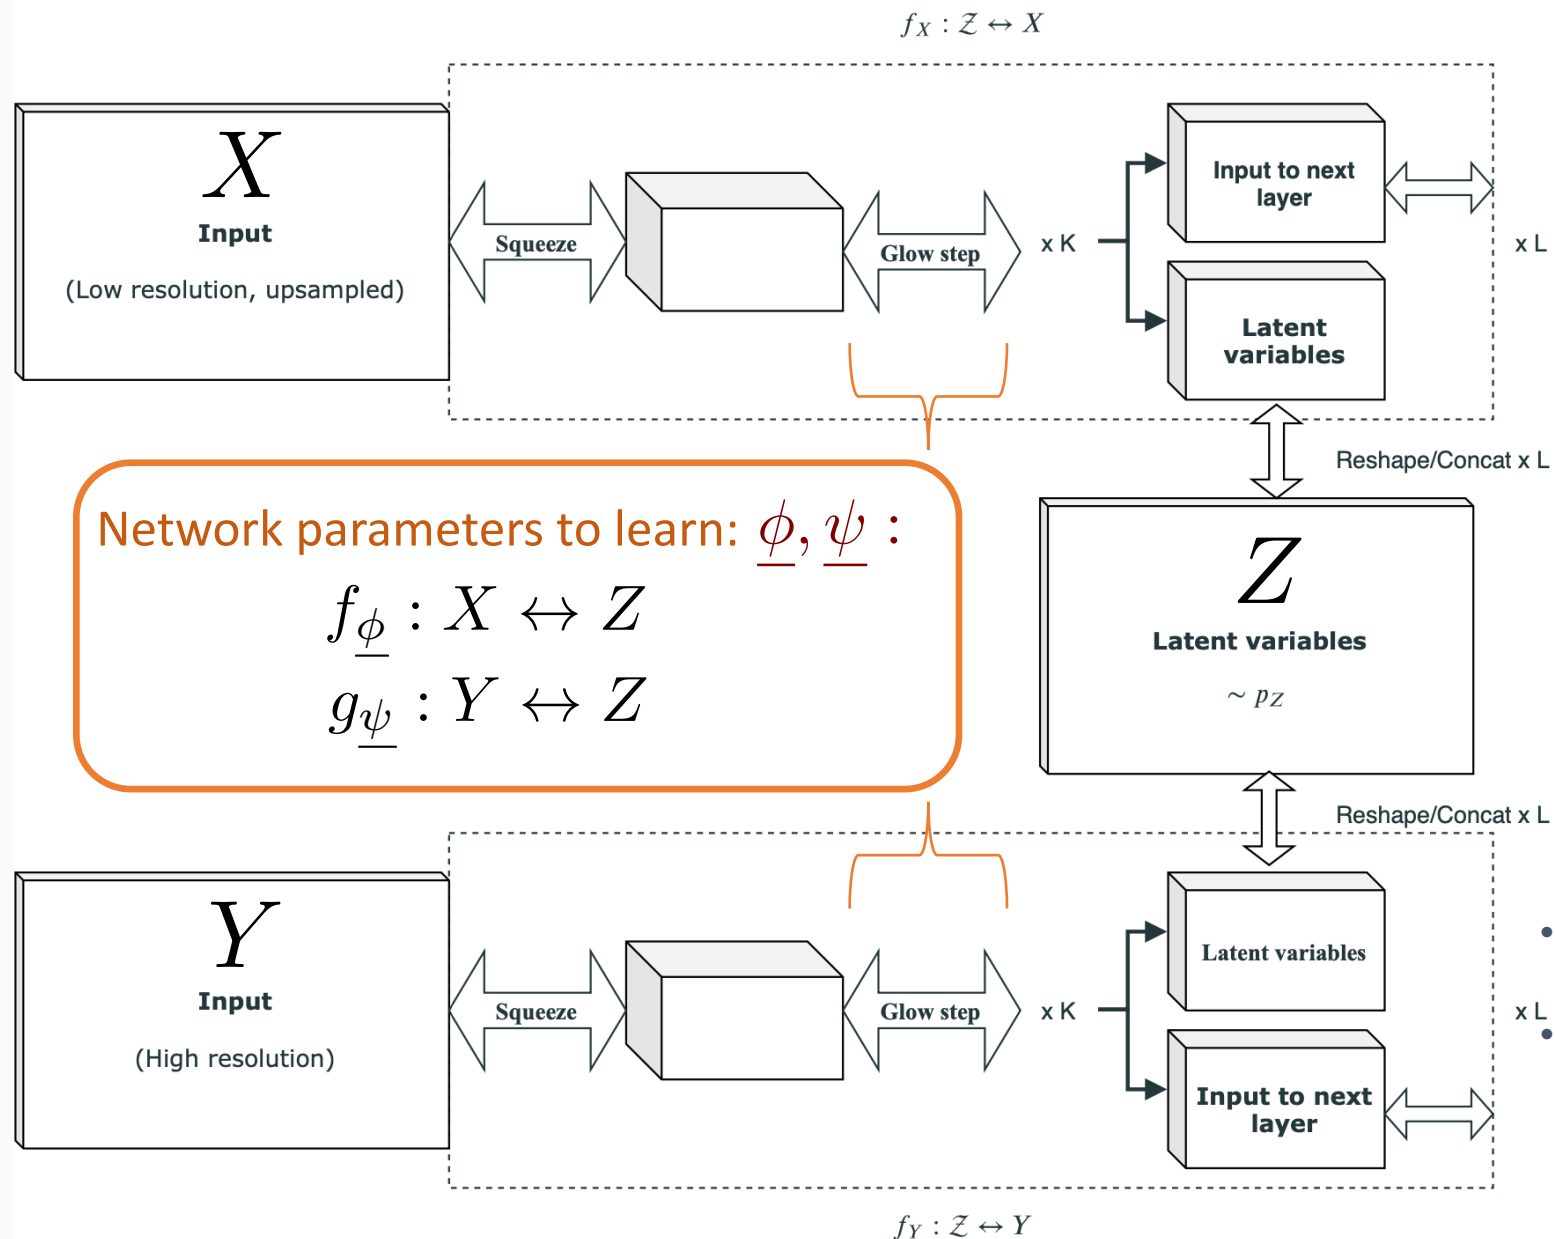 f_X : 𝒵 ↔ X
X
Input
(Low resolution, upsampled)
Squeeze
Glow step
x K
Input to next
layer
Latent
variables
x L
Reshape/Concat x L
Network parameters to learn: ϕ, ψ :
f_ϕ : X ↔ Z
g_ψ : Y ↔ Z
Z
Latent variables
~ p_Z
Reshape/Concat x L
Y
Input
(High resolution)
Squeeze
Glow step
x K
Latent variables
Input to next
layer
x L
f_Y : 𝒵 ↔ Y